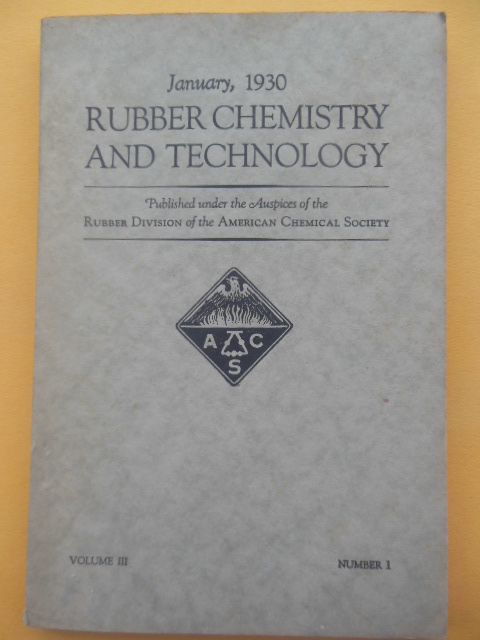 January, 1930
RUBBER CHEMISTRY
AND TECHNOLOGY
Published under the Auspices of the
RUBBER DIVISION of the AMERICAN CHEMICAL SOCIETY
A C
S
VOLUME III
NUMBER 1